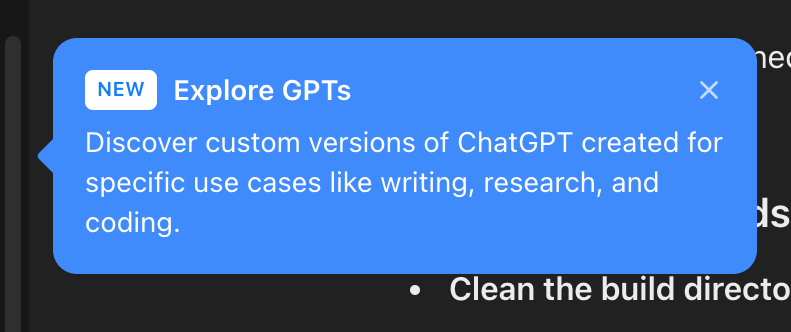 NEW Explore GPTs
Discover custom versions of ChatGPT created for
specific use cases like writing, research, and
coding.
Clean the build